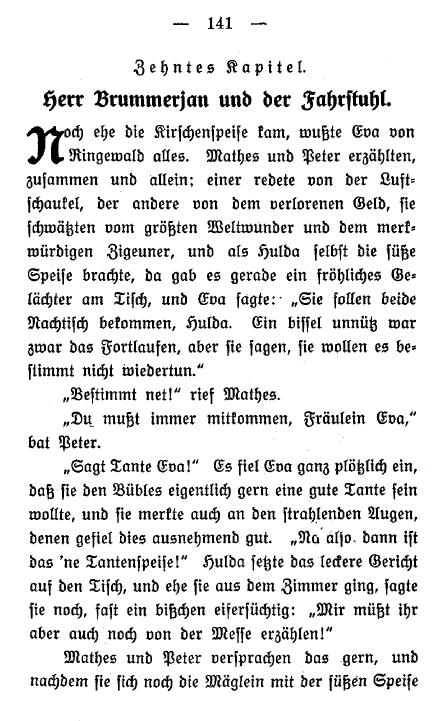 — 141 —
Zehntes Kapitel.
Herr Brummerjan und der Fahrstuhl.
Noch ehe die Kirschenspeise kam, wußte Eva von
Ringewald alles. Mathes und Peter erzählten,
zusammen und allein; einer redete von der Luft-
schaukel, der andere von dem verlorenen Geld, sie
schwätzten vom größten Weltwunder und dem merk-
würdigen Zigeuner, und als Hulda selbst die süße
Speise brachte, da gab es gerade ein fröhliches Ge-
lächter am Tisch, und Eva sagte: „Sie sollen beide
Nachtisch bekommen, Hulda. Ein bissel unnütz war
zwar das Fortlaufen, aber sie sagen, sie wollen es be-
stimmt nicht wiedertun.“
„Bestimmt net!“ rief Mathes.
„Du mußt immer mitkommen, Fräulein Eva,“
bat Peter.
„Sagt Tante Eva!“ Es fiel Eva ganz plötzlich ein,
daß sie den Bübles eigentlich gern eine gute Tante sein
wollte, und sie merkte auch an den strahlenden Augen,
denen gefiel dies ausnehmend gut. „Na also, dann ist
das 'ne Tantenspeise!“ Hulda setzte das leckere Gericht
auf den Tisch, und ehe sie aus dem Zimmer ging, sagte
sie noch, fast ein bißchen eifersüchtig: „Mir müßt ihr
aber auch noch von der Messe erzählen!“
Mathes und Peter versprachen das gern, und
nachdem sie sich noch die Mäglein mit der süßen Speise